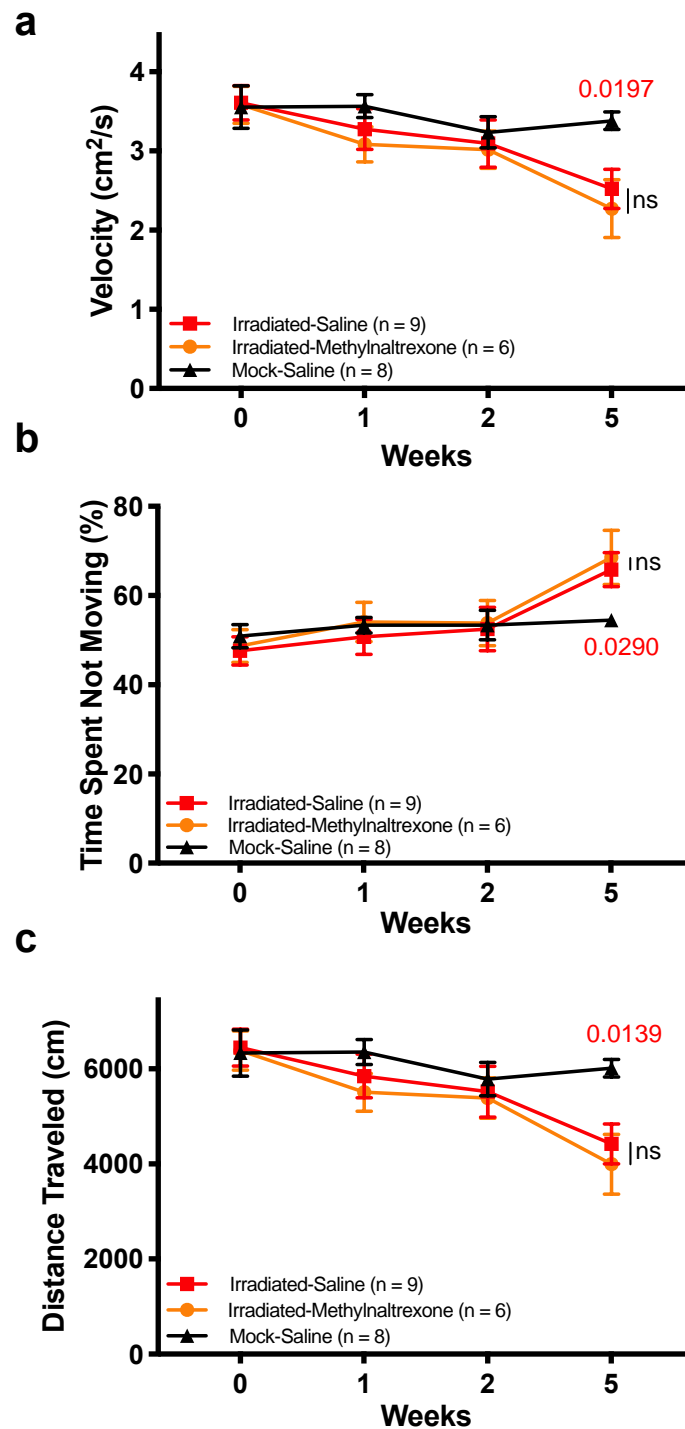 a
Velocity (cm²/s)
4
3
2
1
0
0.0197
ns
Irradiated-Saline (n = 9)
Irradiated-Methylnaltrexone (n = 6)
Mock-Saline (n = 8)
0 1 2 5
Weeks
b
Time Spent Not Moving (%)
80
60
40
20
0
ns
0.0290
Irradiated-Saline (n = 9)
Irradiated-Methylnaltrexone (n = 6)
Mock-Saline (n = 8)
0 1 2 5
Weeks
c
Distance Traveled (cm)
6000
4000
2000
0
0.0139
ns
Irradiated-Saline (n = 9)
Irradiated-Methylnaltrexone (n = 6)
Mock-Saline (n = 8)
0 1 2 5
Weeks